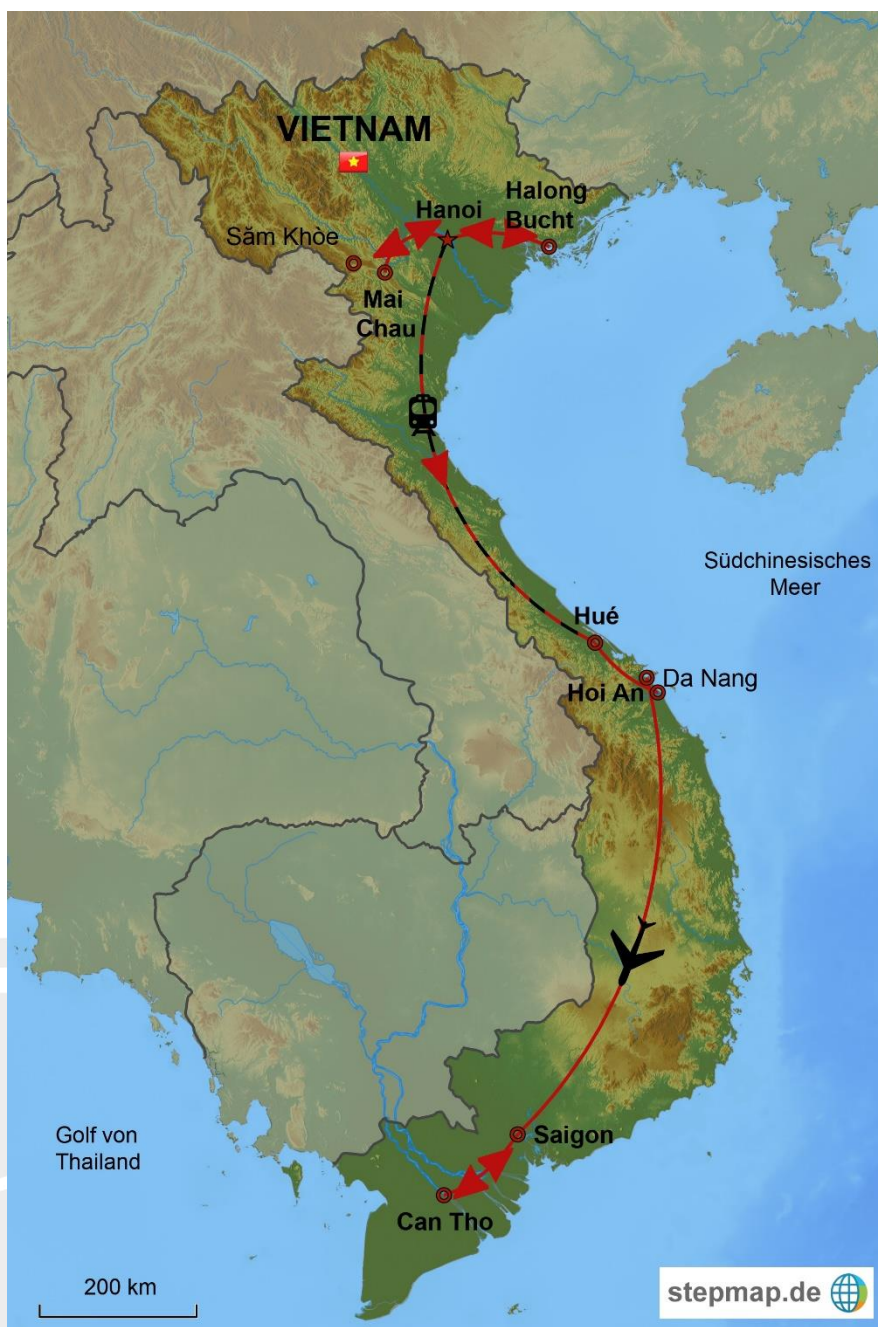 VIETNAM
Halong
Bucht
Hanoi
Săm Khòe
Mai
Chau
Südchinesisches
Meer
Hué
Da Nang
Hoi An
Saigon
Golf von
Thailand
Can Tho
200 km
stepmap.de